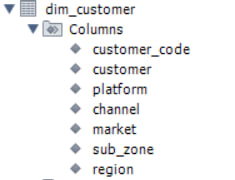 dim_customer
Columns
customer_code
customer
platform
channel
market
sub_zone
region